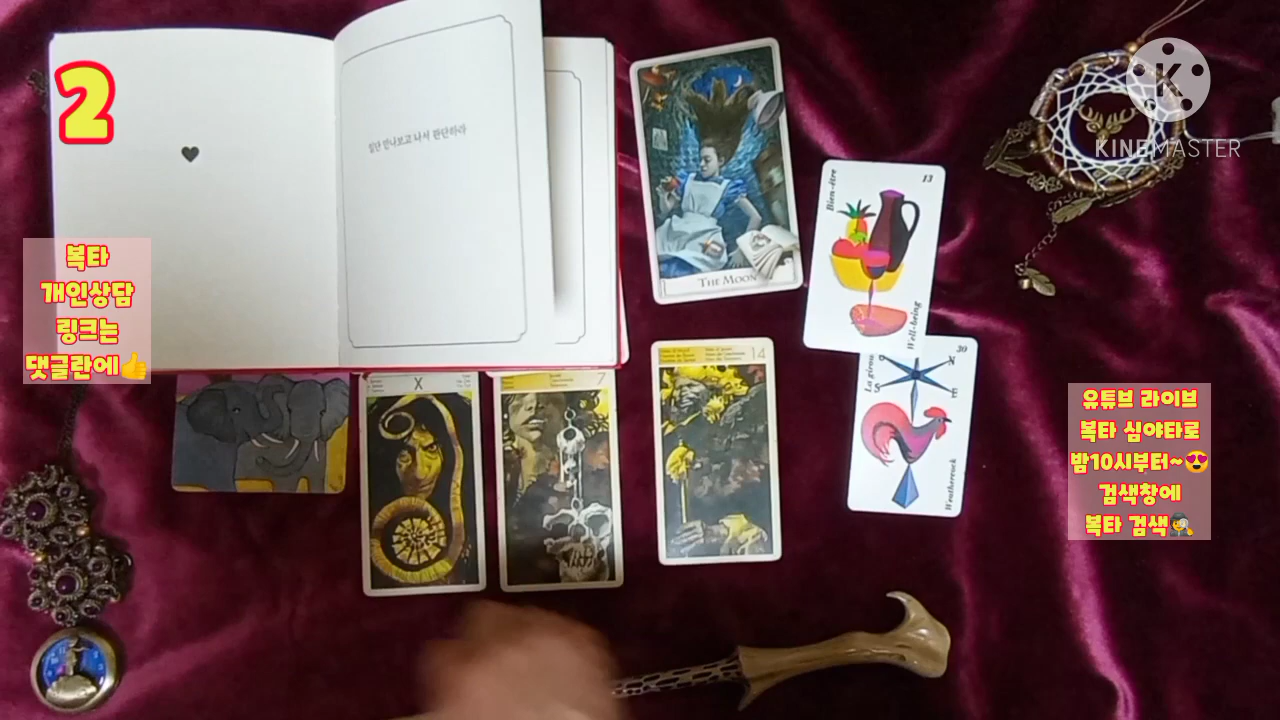 2
복타
개인상담
링크는
댓글란에👍
일단 만나보고 나서 판단하라
THE MOON
13
Bien-être
Well-being
39
La girou
N
S
E
Weathercock
X
7
14
KINEMASTER
유튜브 라이브
복타 심야타로
밤10시부터~😍
검색창에
복타 검색🕵